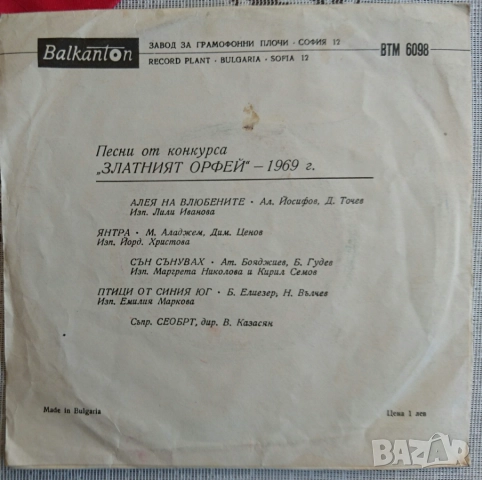 Balkanton
ЗАВОД ЗА ГРАМОФОННИ ПЛОЧИ · СОФИЯ 12
RECORD PLANT · BULGARIA · SOFIA 12
ВТМ 6098
Песни от конкурса
„ЗЛАТНИЯТ ОРФЕЙ“ — 1969 г.
АЛЕЯ НА ВЛЮБЕНИТЕ · Ал. Йосифов, Д. Точев
Изп. Лили Иванова
ЯНТРА · М. Аладжем, Дим. Ценов
Изп. Йорд. Христова
СЪН СЪНУВАХ · Ат. Бояджиев, Б. Гудев
Изп. Маргрета Николова и Кирил Семов
ПТИЦИ ОТ СИНИЯ ЮГ · Б. Елиезер, Н. Вълчев
Изп. Емилия Маркова
Съпр. СЕОБРТ, дир. В. Казасян
Made in Bulgaria
Цена 1 лев
БАЗАР
bazar.bg